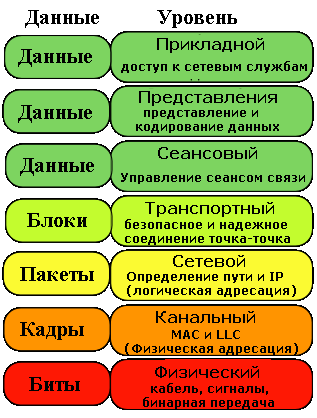 Данные Уровень
Данные Прикладной
доступ к сетевым службам
Данные Представления
представление и
кодирование данных
Данные Сеансовый
Управление сеансом связи
Блоки Транспортный
безопасное и надежное
соединение точка-точка
Пакеты Сетевой
Определение пути и IP
(логическая адресация)
Кадры Канальный
MAC и LLC
(Физическая адресация)
Биты Физический
кабель, сигналы,
бинарная передача